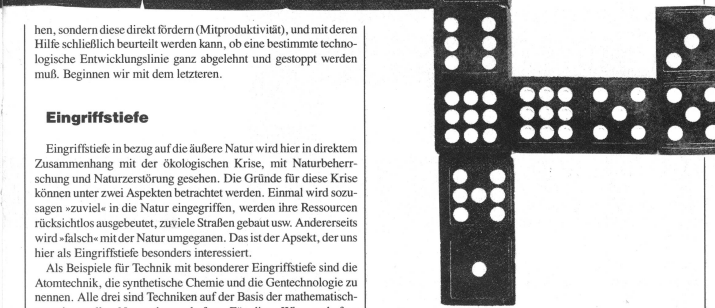 hen, sondern diese direkt fördern (Mitproduktivität), und mit deren
Hilfe schließlich beurteilt werden kann, ob eine bestimmte techno-
logische Entwicklungslinie ganz abgelehnt und gestoppt werden
muß. Beginnen wir mit dem letzteren.
Eingriffstiefe
Eingriffstiefe in bezug auf die äußere Natur wird hier in direktem
Zusammenhang mit der ökologischen Krise, mit Naturbeherr-
schung und Naturzerstörung gesehen. Die Gründe für diese Krise
können unter zwei Aspekten betrachtet werden. Einmal wird sozu-
sagen »zuviel« in die Natur eingegriffen, werden ihre Ressourcen
rücksichtlos ausgebeutet, zuviele Straßen gebaut usw. Andererseits
wird »falsch« mit der Natur umgeganen. Das ist der Apsekt, der uns
hier als Eingriffstiefe besonders interessiert.
Als Beispiele für Technik mit besonderer Eingriffstiefe sind die
Atomtechnik, die synthetische Chemie und die Gentechnologie zu
nennen. Alle drei sind Techniken auf der Basis der mathematisch-